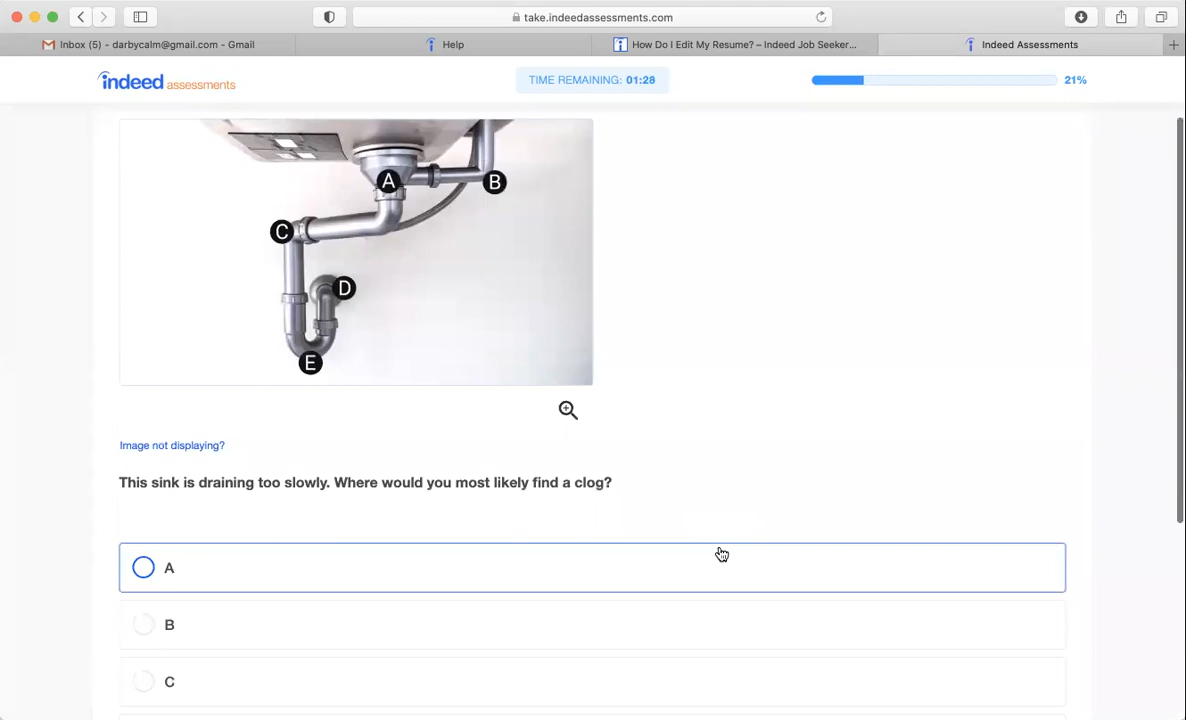 take.indeedassessments.com
Inbox (5) - darbycalm@gmail.com - Gmail
Help
How Do I Edit My Resume? – Indeed Job Seeker...
Indeed Assessments
indeed assessments
TIME REMAINING: 01:28
21%
A
B
C
D
E
Image not displaying?
This sink is draining too slowly. Where would you most likely find a clog?
A
B
C